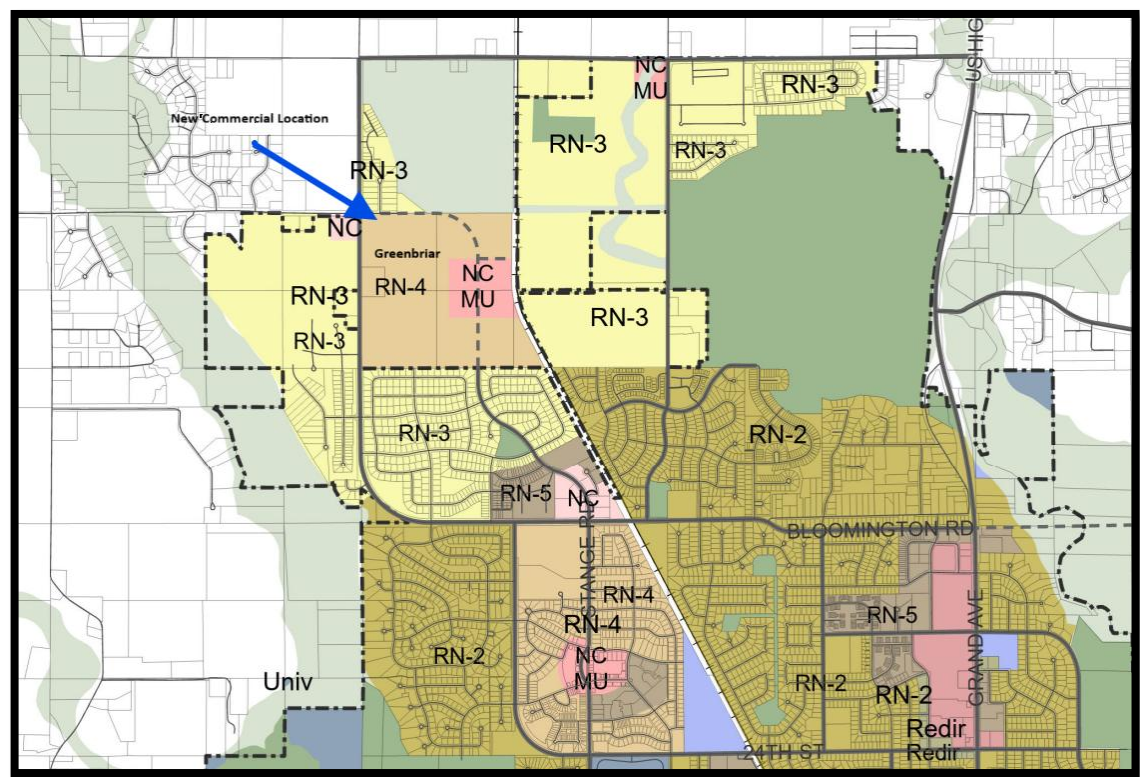 US HIG
NC
MU
RN-3
New Commercial Location
RN-3
RN-3
RN-3
NC
Greenbriar
NC
MU
RN-4
RN-3
RN-3
RN-3
RN-3
RN-2
RN-5
NC
STANGE RD
BLOOMINGTON RD
RN-4
RN-5
RN-4
GRAND AVE
NC
MU
RN-2
Univ
RN-2
RN-2
Redir
24TH ST
Redir